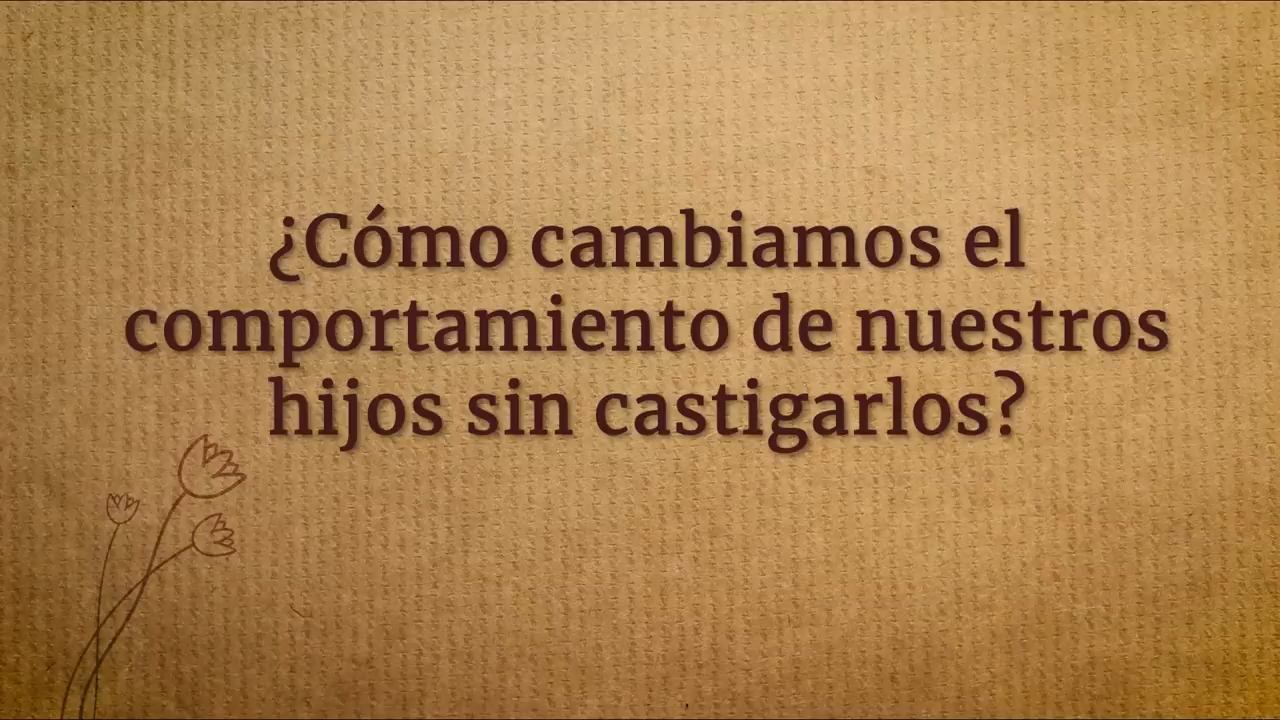 ¿Cómo cambiamos el
comportamiento de nuestros
hijos sin castigarlos?